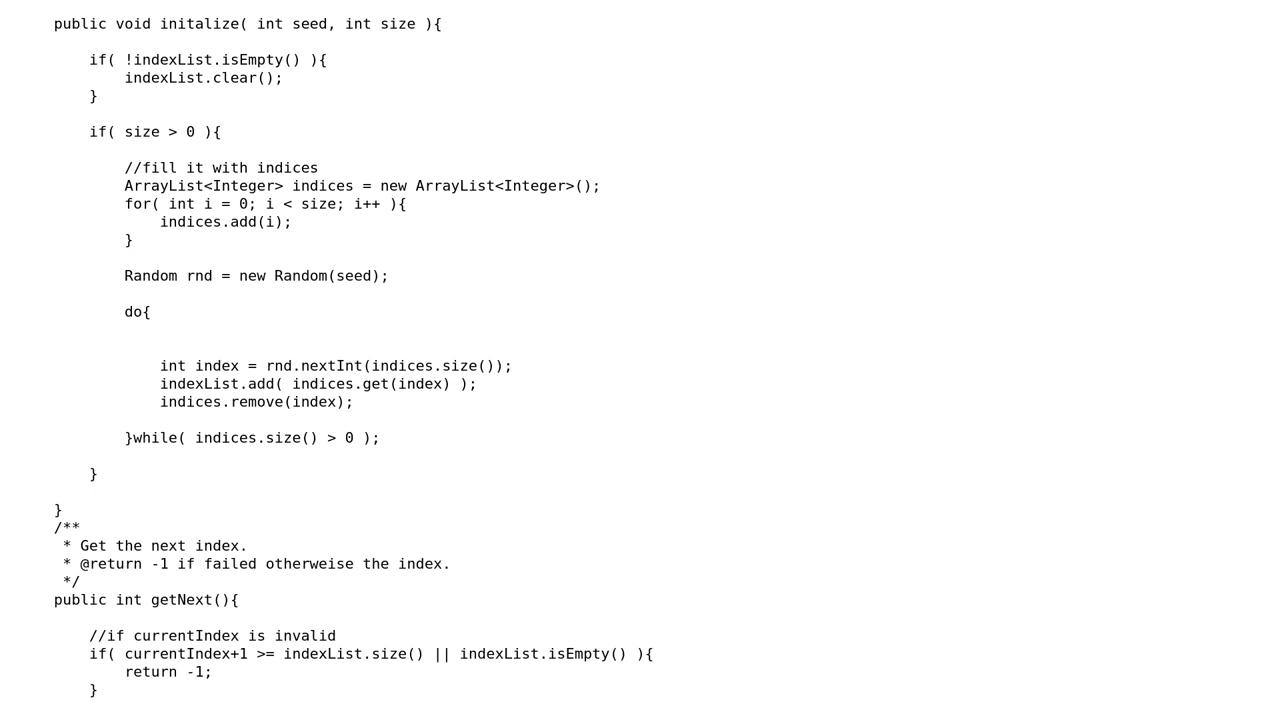 public void initalize( int seed, int size ){
if( !indexList.isEmpty() ){
indexList.clear();
}
if( size > 0 ){
//fill it with indices
ArrayList<Integer> indices = new ArrayList<Integer>();
for( int i = 0; i < size; i++ ){
indices.add(i);
}
Random rnd = new Random(seed);
do{
int index = rnd.nextInt(indices.size());
indexList.add( indices.get(index) );
indices.remove(index);
}while( indices.size() > 0 );
}
}
/**
* Get the next index.
* @return -1 if failed otherweise the index.
*/
public int getNext(){
//if currentIndex is invalid
if( currentIndex+1 >= indexList.size() || indexList.isEmpty() ){
return -1;
}